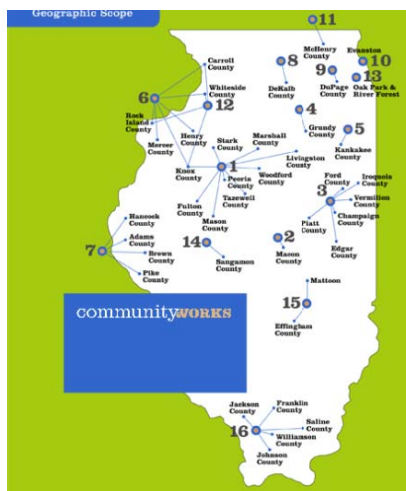 Geographic Scope
11
McHenry
County
Evanston
10
Carroll
County
8
9
13
DeKalb
County
DuPage
County
Oak Park &
River Forest
6
Whiteside
County
12
4
Rock
Island
County
Mercer
County
Henry
County
Stark
County
Marshall
County
Grundy
County
5
Kankakee
County
Knox
County
1
Livingston
County
Peoria
County
Woodford
County
Tazewell
County
Fulton
County
Mason
County
Ford
County
Iroquois
County
3
Vermilion
County
Champaign
County
Piatt
County
Edgar
County
Hancock
County
7
Adams
County
Brown
County
Pike
County
14
Sangamon
County
2
Macon
County
Mattoon
15
Effingham
County
communityWORKS
Jackson
County
Franklin
County
16
Saline
County
Williamson
County
Johnson
County